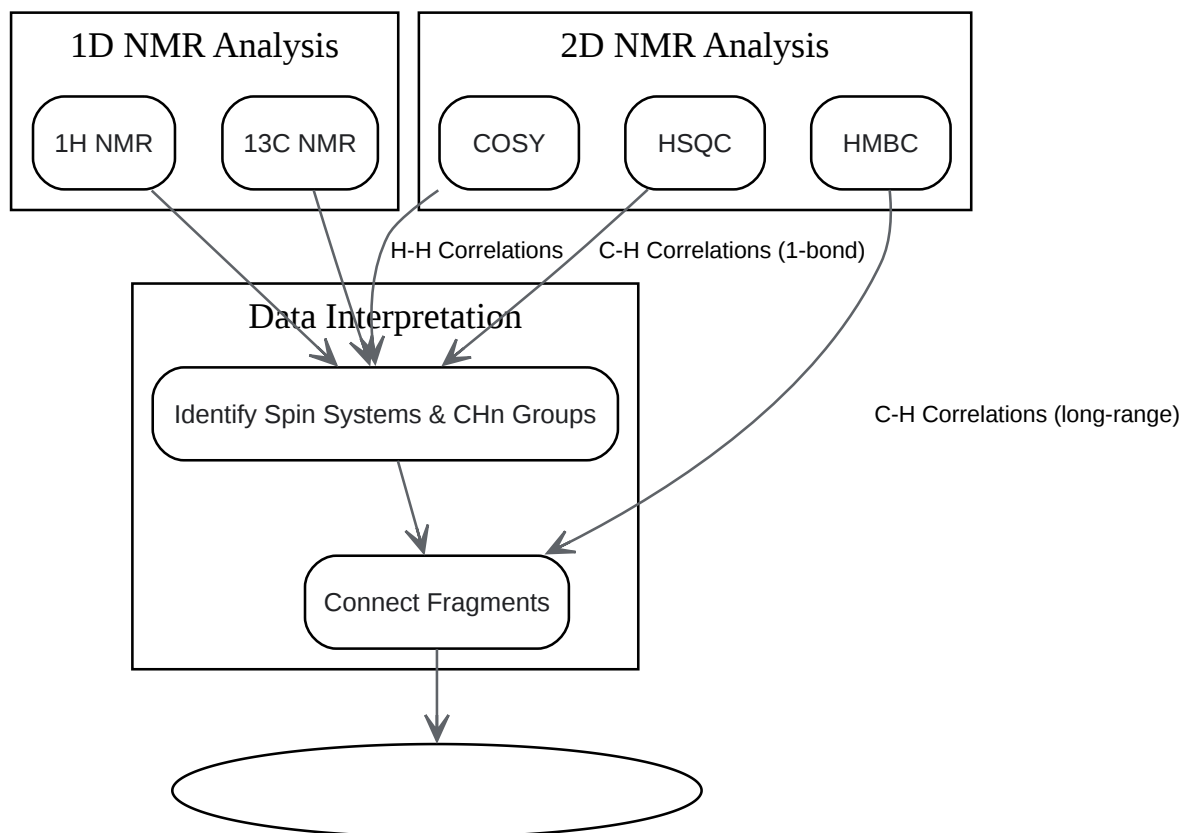 1D NMR Analysis
2D NMR Analysis
1H NMR
13C NMR
COSY
HSQC
HMBC
H-H Correlations
C-H Correlations (1-bond)
Data Interpretation
Identify Spin Systems & CHn Groups
C-H Correlations (long-range)
Connect Fragments